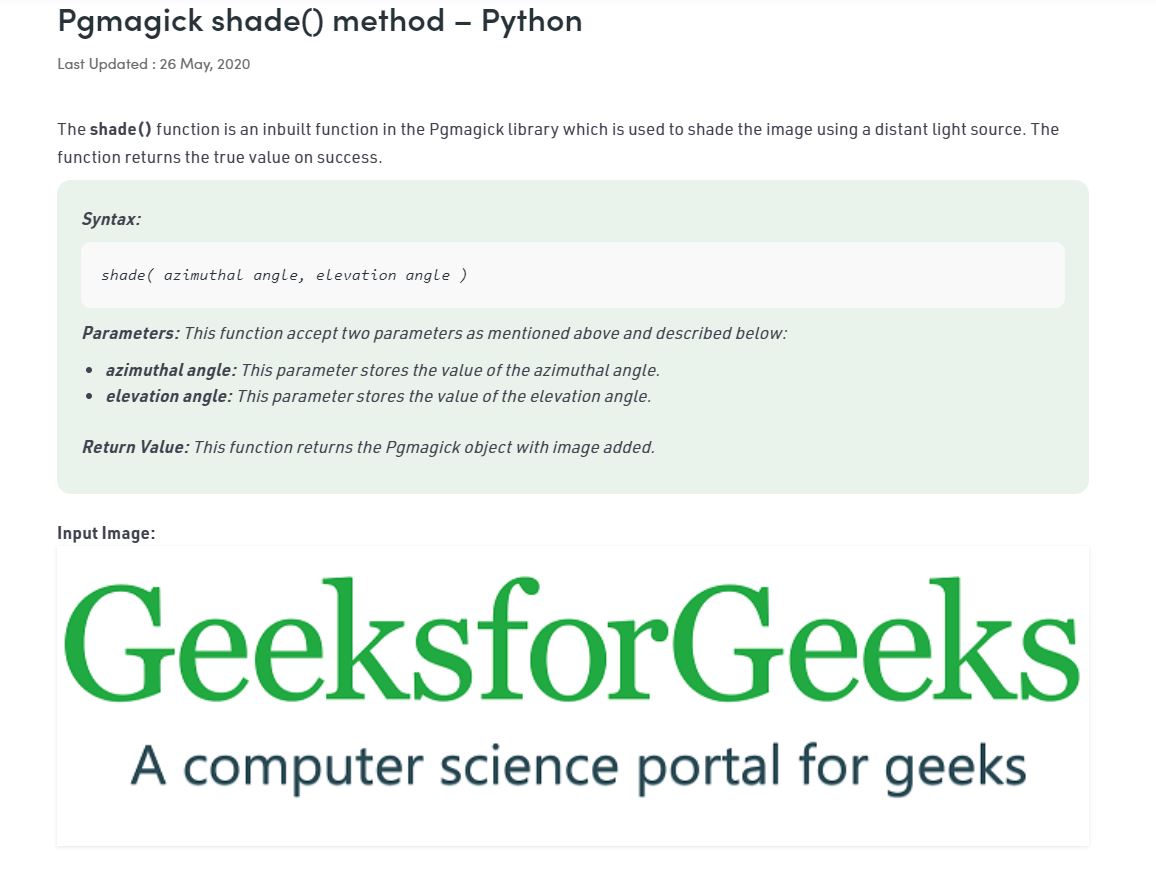 Pgmagick shade() method – Python
Last Updated : 26 May, 2020
The shade() function is an inbuilt function in the Pgmagick library which is used to shade the image using a distant light source. The
function returns the true value on success.
Syntax:
shade( azimuthal angle, elevation angle )
Parameters: This function accept two parameters as mentioned above and described below:
• azimuthal angle: This parameter stores the value of the azimuthal angle.
• elevation angle: This parameter stores the value of the elevation angle.
Return Value: This function returns the Pgmagick object with image added.
Input Image:
GeeksforGeeks
A computer science portal for geeks